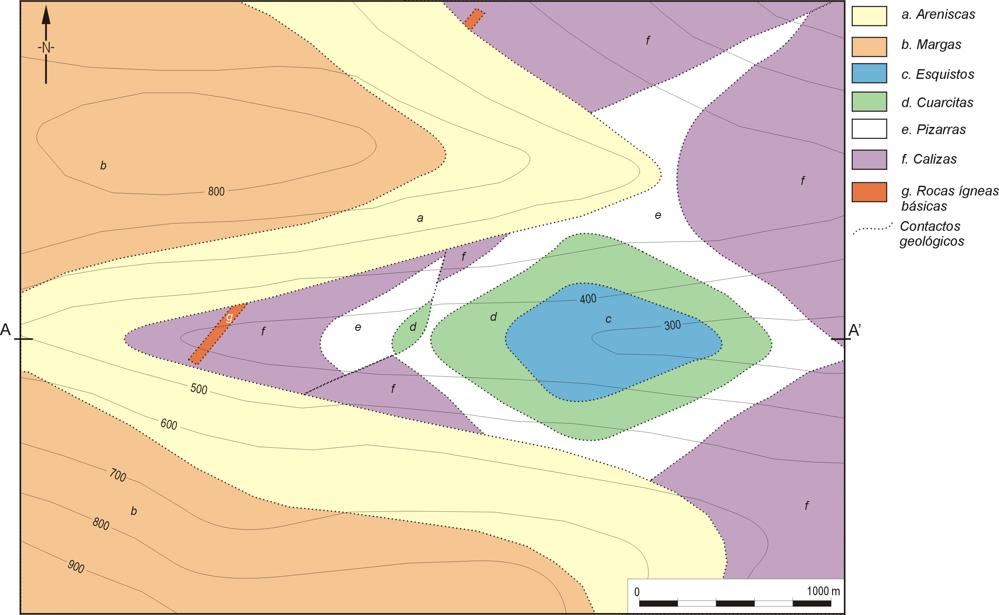 -N-
a. Areniscas
b. Margas
c. Esquistos
d. Cuarcitas
e. Pizarras
f. Calizas
g. Rocas ígneas
básicas
Contactos
geológicos
f
b
800
f
a
e
f
400
g
f
e
d
d
c
300
A
A'
500
f
600
700
b
800
f
900
0
1000 m